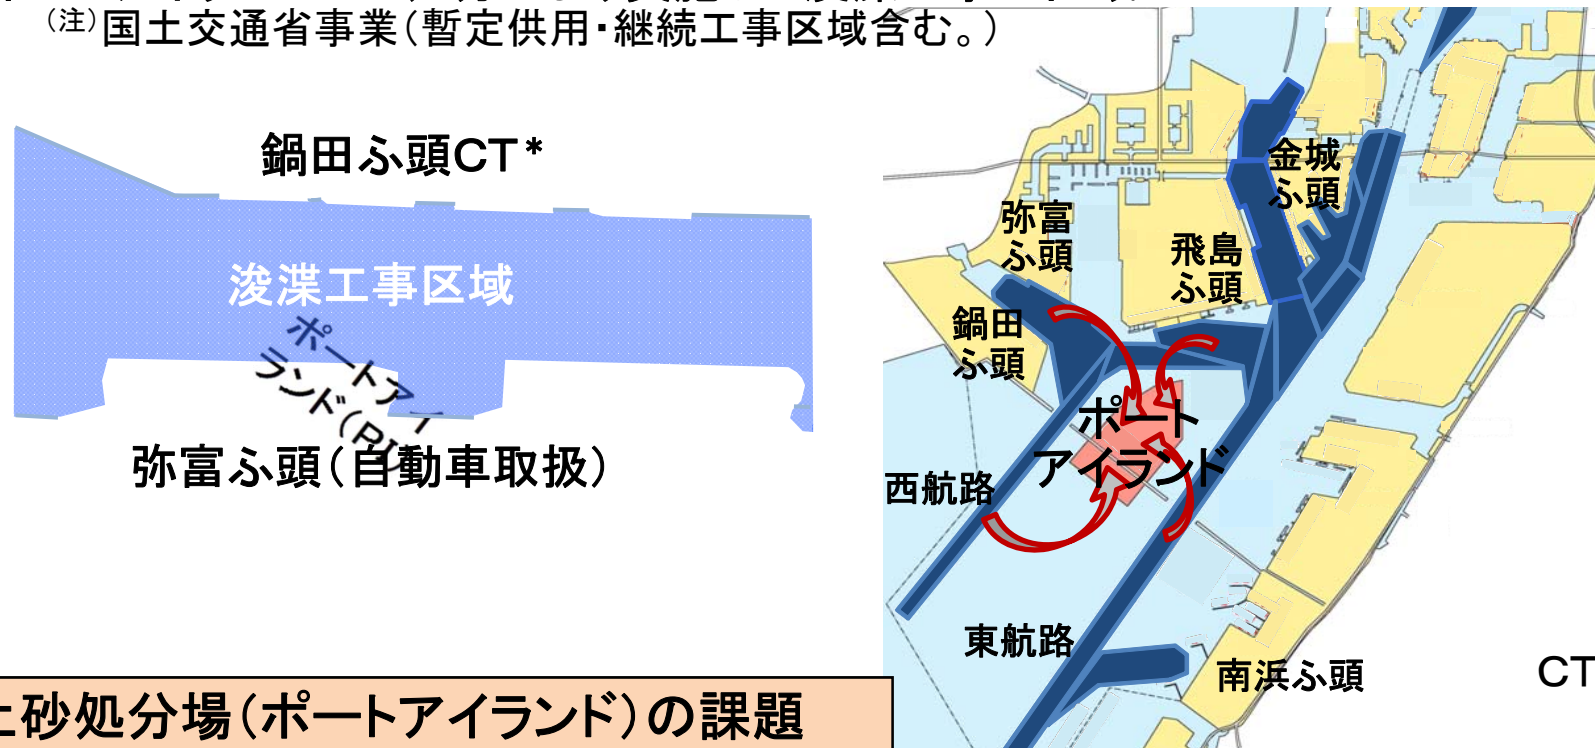 (注)国土交通省事業(暫定供用・継続工事区域含む。)
鍋田ふ頭CT*
浚渫工事区域
ポートアイ
ランド(PI)
弥富ふ頭(自動車取扱)
金城
ふ頭
弥富
ふ頭
飛島
ふ頭
鍋田
ふ頭
ポート
アイランド
西航路
東航路
南浜ふ頭
CT
土砂処分場(ポートアイランド)の課題